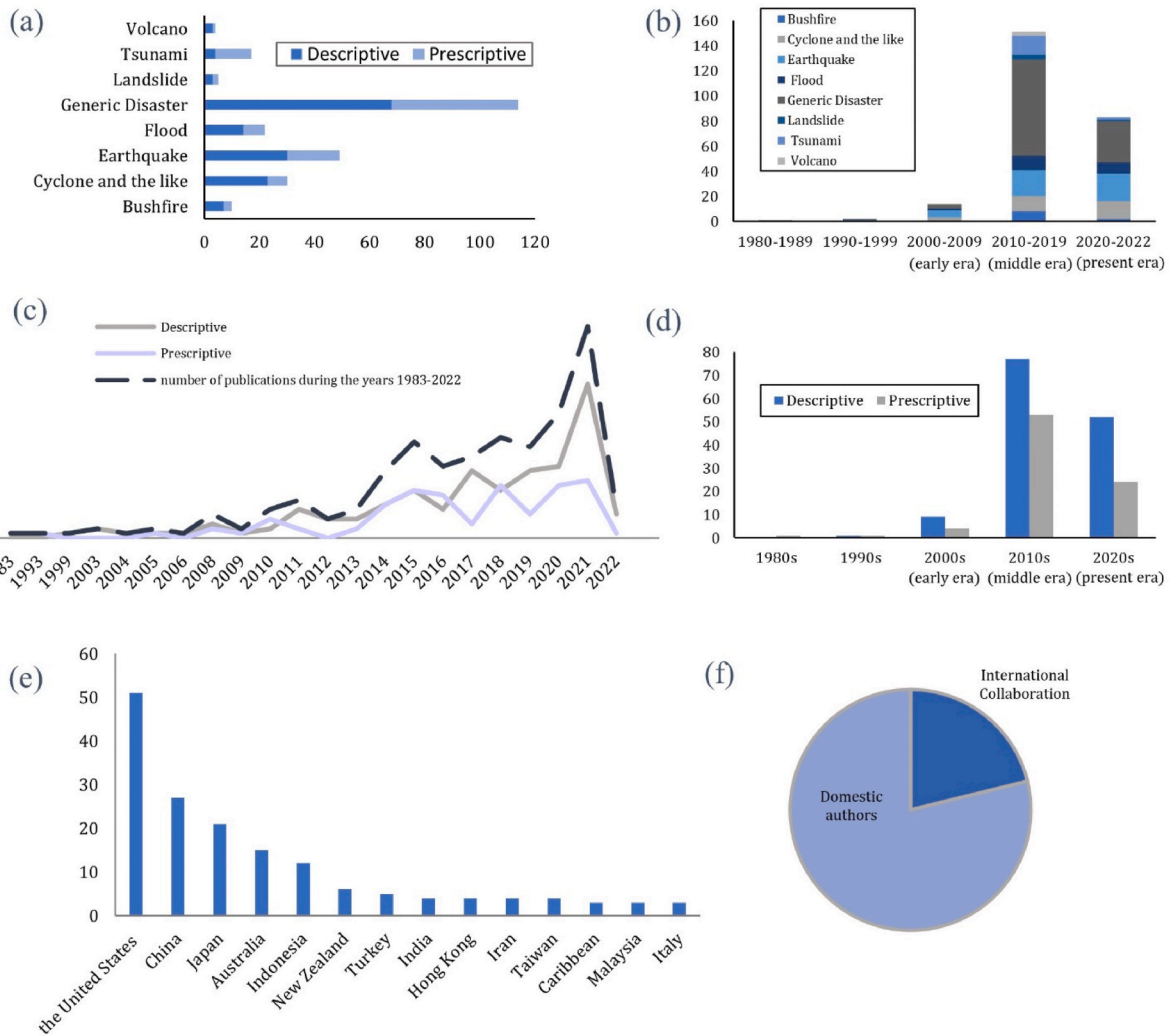 (a)
Volcano
Tsunami
Landslide
Generic Disaster
Flood
Earthquake
Cyclone and the like
Bushfire
Descriptive Prescriptive
0 20 40 60 80 100 120
(b)
160
140
120
100
80
60
40
20
0
Bushfire
Cyclone and the like
Earthquake
Flood
Generic Disaster
Landslide
Tsunami
Volcano
1980-1989 1990-1999 2000-2009 2010-2019 2020-2022
(early era) (middle era) (present era)
(c)
Descriptive
Prescriptive
number of publications during the years 1983-2022
83 1993 1999 2003 2004 2005 2006 2008 2009 2010 2011 2012 2013 2014 2015 2016 2017 2018 2019 2020 2021 2022
(d)
80
70
60
50
40
30
20
10
0
Descriptive Prescriptive
1980s 1990s 2000s 2010s 2020s
(early era) (middle era) (present era)
(e)
60
50
40
30
20
10
0
the United States
China
Japan
Australia
Indonesia
New Zealand
Turkey
India
Hong Kong
Iran
Taiwan
Caribbean
Malaysia
Italy
(f)
International
Collaboration
Domestic
authors